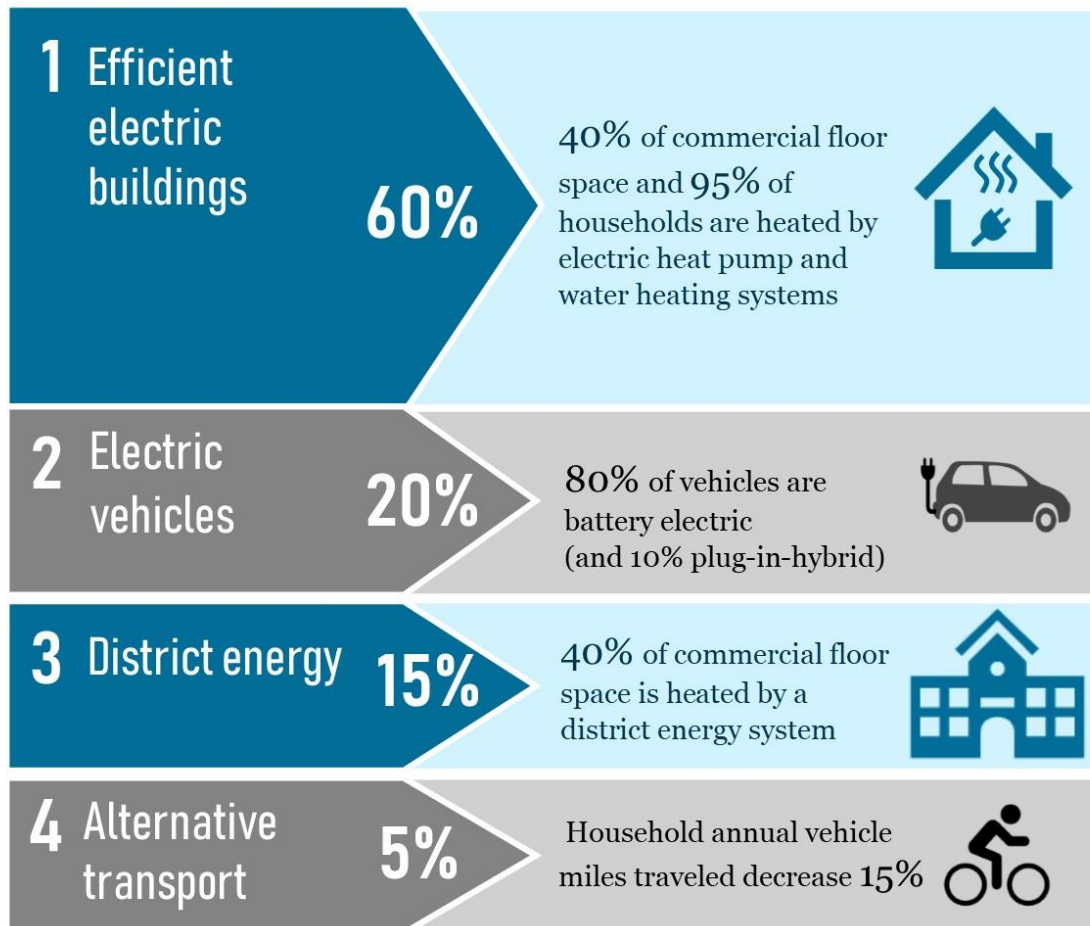 1 Efficient
electric
buildings
60%
40% of commercial floor
space and 95% of
households are heated by
electric heat pump and
water heating systems
2 Electric
vehicles
20%
80% of vehicles are
battery electric
(and 10% plug-in-hybrid)
3 District energy
15%
40% of commercial floor
space is heated by a
district energy system
4 Alternative
transport
5%
Household annual vehicle
miles traveled decrease 15%